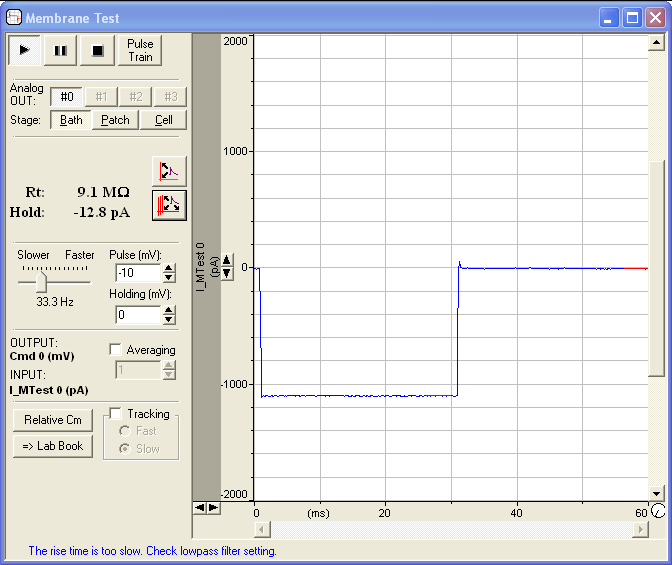 Membrane Test
Pulse
Train
Analog
OUT:
#0 #1 #2 #3
Stage: Bath Patch Cell
Rt: 9.1 MΩ
Hold: -12.8 pA
Slower Faster
33.3 Hz
Pulse (mV):
-10
Holding (mV):
0
OUTPUT:
Cmd 0 (mV)
INPUT:
I_MTest 0 (pA)
Averaging
1
Relative Cm
=> Lab Book
Tracking
Fast
Slow
I_MTest 0
(pA)
2000
1000
0
-1000
-2000
0 (ms) 20 40 60
The rise time is too slow. Check lowpass filter setting.